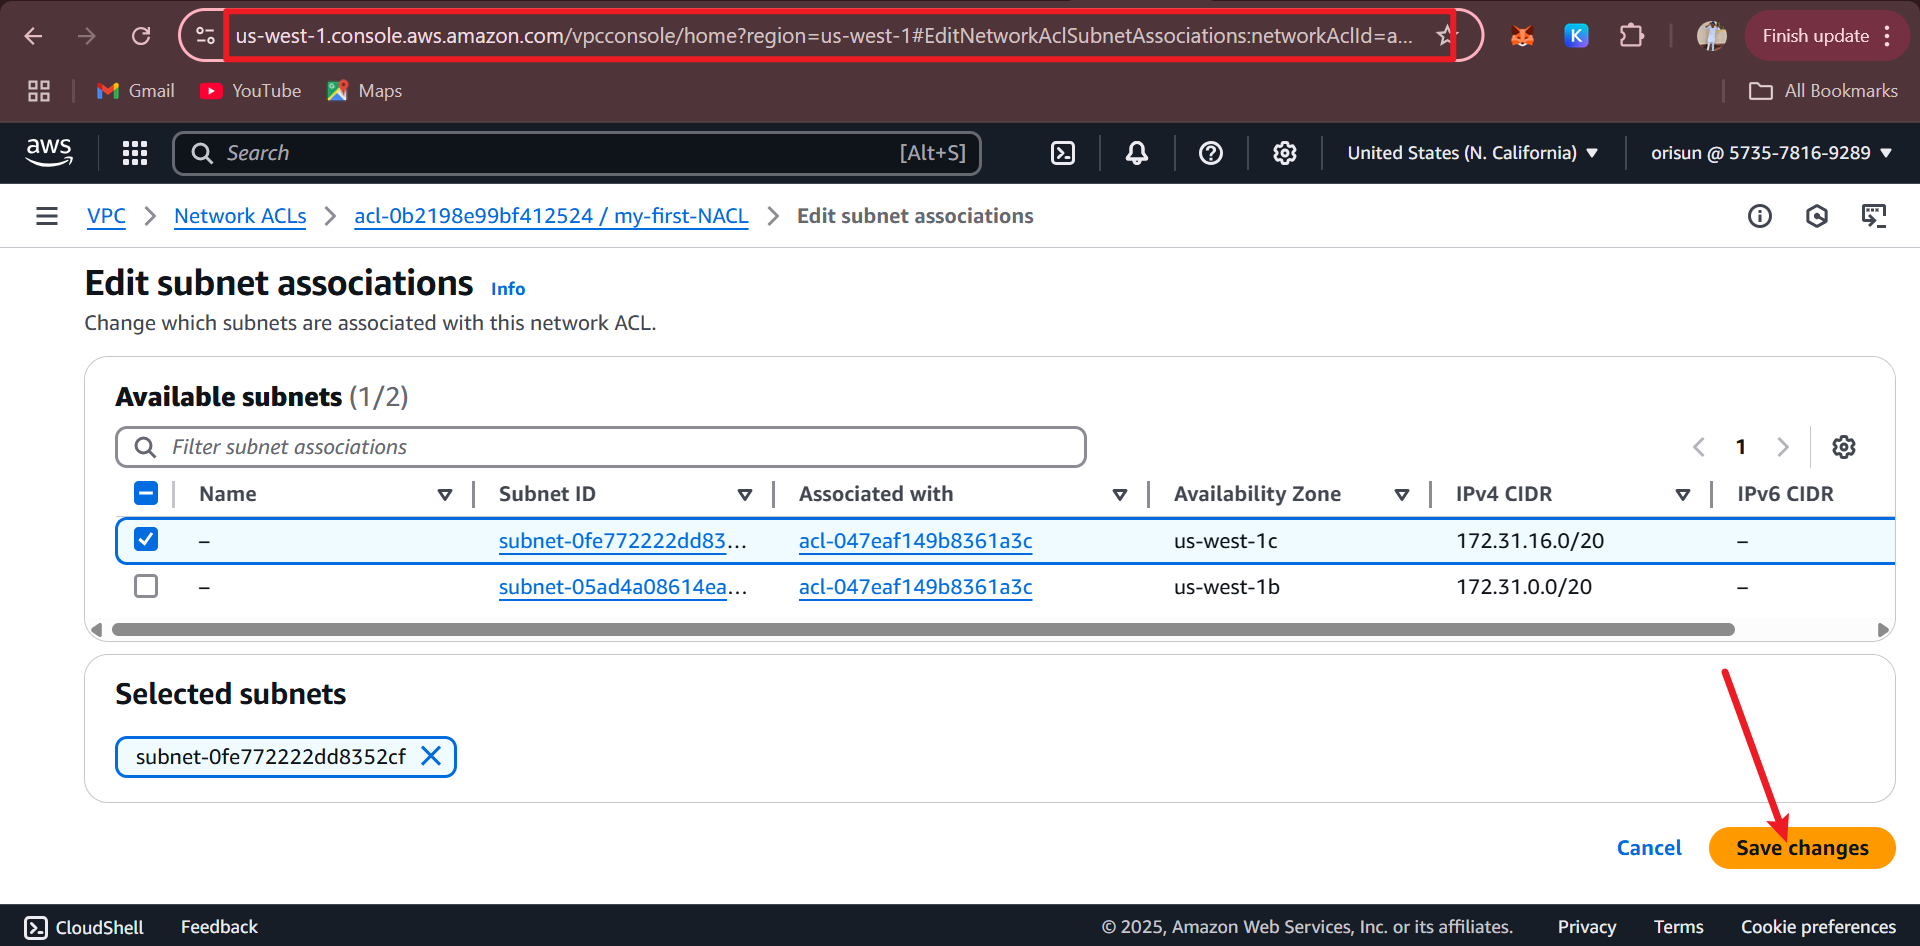 us-west-1.console.aws.amazon.com/vpcconsole/home?region=us-west-1#EditNetworkAclSubnetAssociations:networkAclId=a...
K
Finish update
Gmail
YouTube
Maps
All Bookmarks
aws
Search
[Alt+S]
United States (N. California)
orisun @ 5735-7816-9289
VPC
Network ACLs
acl-0b2198e99bf412524 / my-first-NACL
Edit subnet associations
Edit subnet associations
Info
Change which subnets are associated with this network ACL.
Available subnets (1/2)
Filter subnet associations
1
Name
Subnet ID
Associated with
Availability Zone
IPv4 CIDR
IPv6 CIDR
– subnet-0fe772222dd83... acl-047eaf149b8361a3c us-west-1c 172.31.16.0/20 –
– subnet-05ad4a08614ea... acl-047eaf149b8361a3c us-west-1b 172.31.0.0/20 –
Selected subnets
subnet-0fe772222dd8352cf
Cancel
Save changes
CloudShell
Feedback
© 2025, Amazon Web Services, Inc. or its affiliates.
Privacy
Terms
Cookie preferences